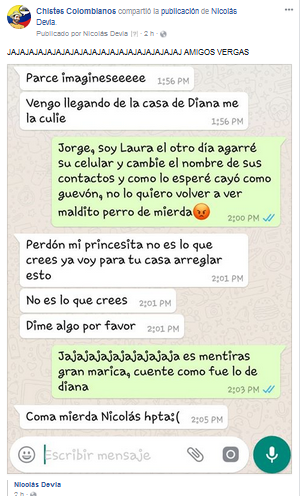 Chistes Colombianos compartió la publicación de Nicolás
Devia.
Publicado por Nicolás Devia · 2 h ·
JAJAJAJAJAJAJAJAJAJAJAJAJAJAJAJAJAJAJAJ AMIGOS VERGAS
Parce imagineseeeee 1:56 PM
Vengo llegando de la casa de Diana me
la culie 1:56 PM
Jorge, soy Laura el otro día agarré
su celular y cambie el nombre de sus
contactos y como lo esperé cayó como
guevón, no lo quiero volver a ver
maldito perro de mierda😡
2:00 PM
Perdón mi princesita no es lo que
crees ya voy para tu casa arreglar
esto 2:01 PM
No es lo que crees 2:01 PM
Dime algo por favor 2:01 PM
Jajajajajajajajajaja es mentiras
gran marica, cuente como fue lo de
diana 2:03 PM
Coma mierda Nicolás hpta:( 2:05 PM
Escribir mensaje
Nicolás Devia
2 h ·